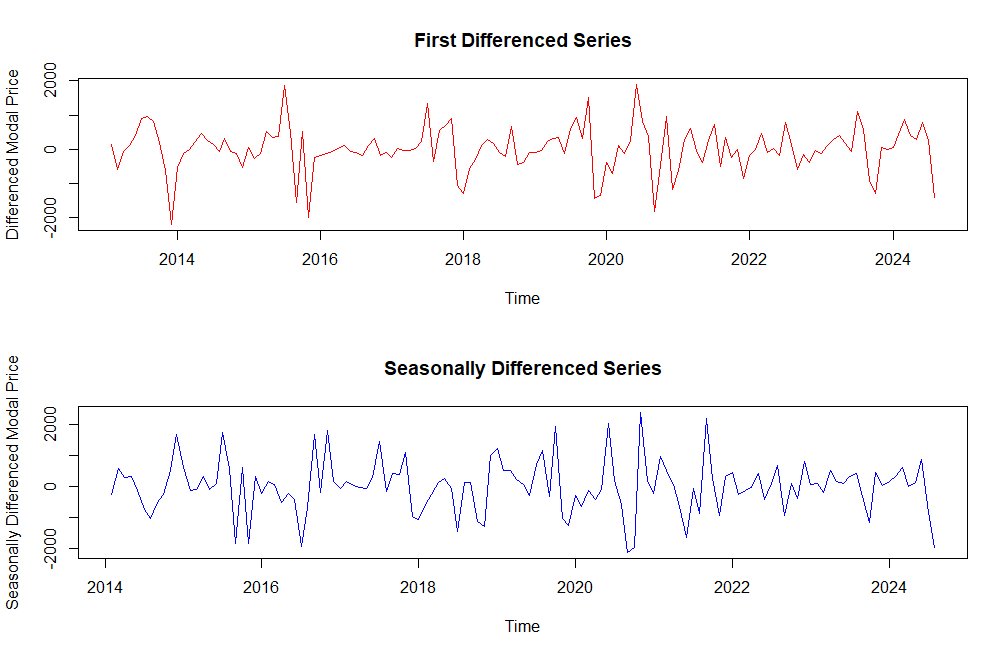 First Differenced Series
Differenced Modal Price
2000
0
-2000
2014 2016 2018 2020 2022 2024
Time
Seasonally Differenced Series
Seasonally Differenced Modal Price
2000
0
-2000
2014 2016 2018 2020 2022 2024
Time